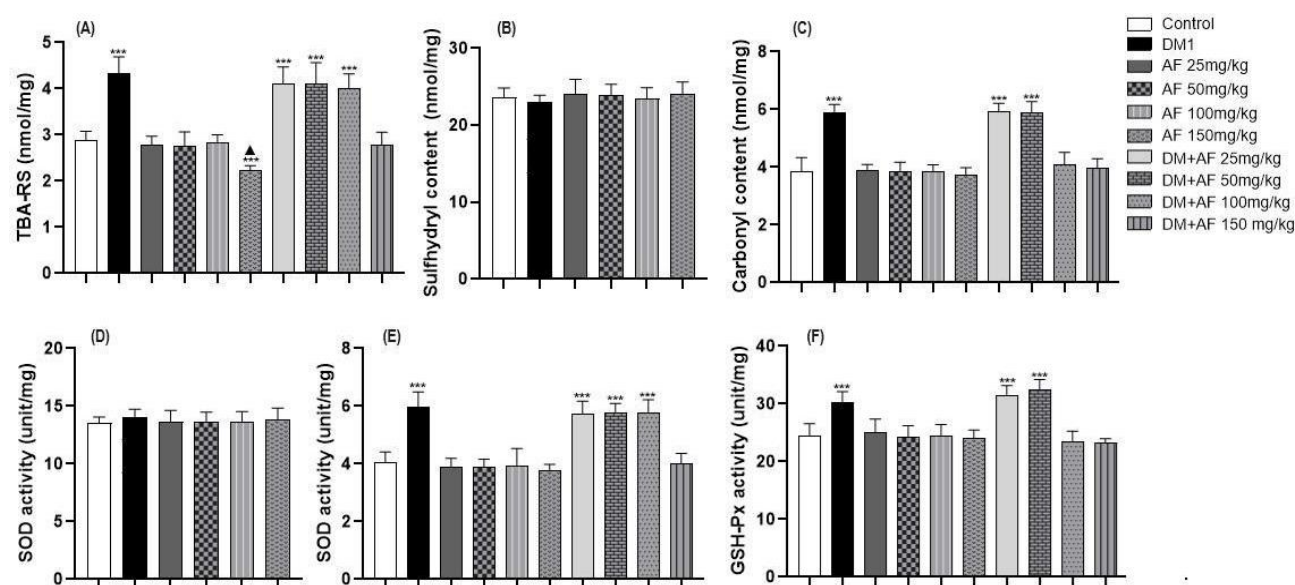 (A)
TBA-RS (nmol/mg)
5
4
3
2
1
0
***
▲
***
***
***
***
(B)
Sulfhydryl content (nmol/mg)
30
20
10
0
(C)
Carbonyl content (nmol/mg)
8
6
4
2
0
***
***
***
Control
DM1
AF 25mg/kg
AF 50mg/kg
AF 100mg/kg
AF 150mg/kg
DM+AF 25mg/kg
DM+AF 50mg/kg
DM+AF 100mg/kg
DM+AF 150 mg/kg
(D)
SOD activity (unit/mg)
20
15
10
5
0
(E)
SOD activity (unit/mg)
8
6
4
2
0
***
***
***
***
(F)
GSH-Px activity (unit/mg)
40
30
20
10
0
***
***
***